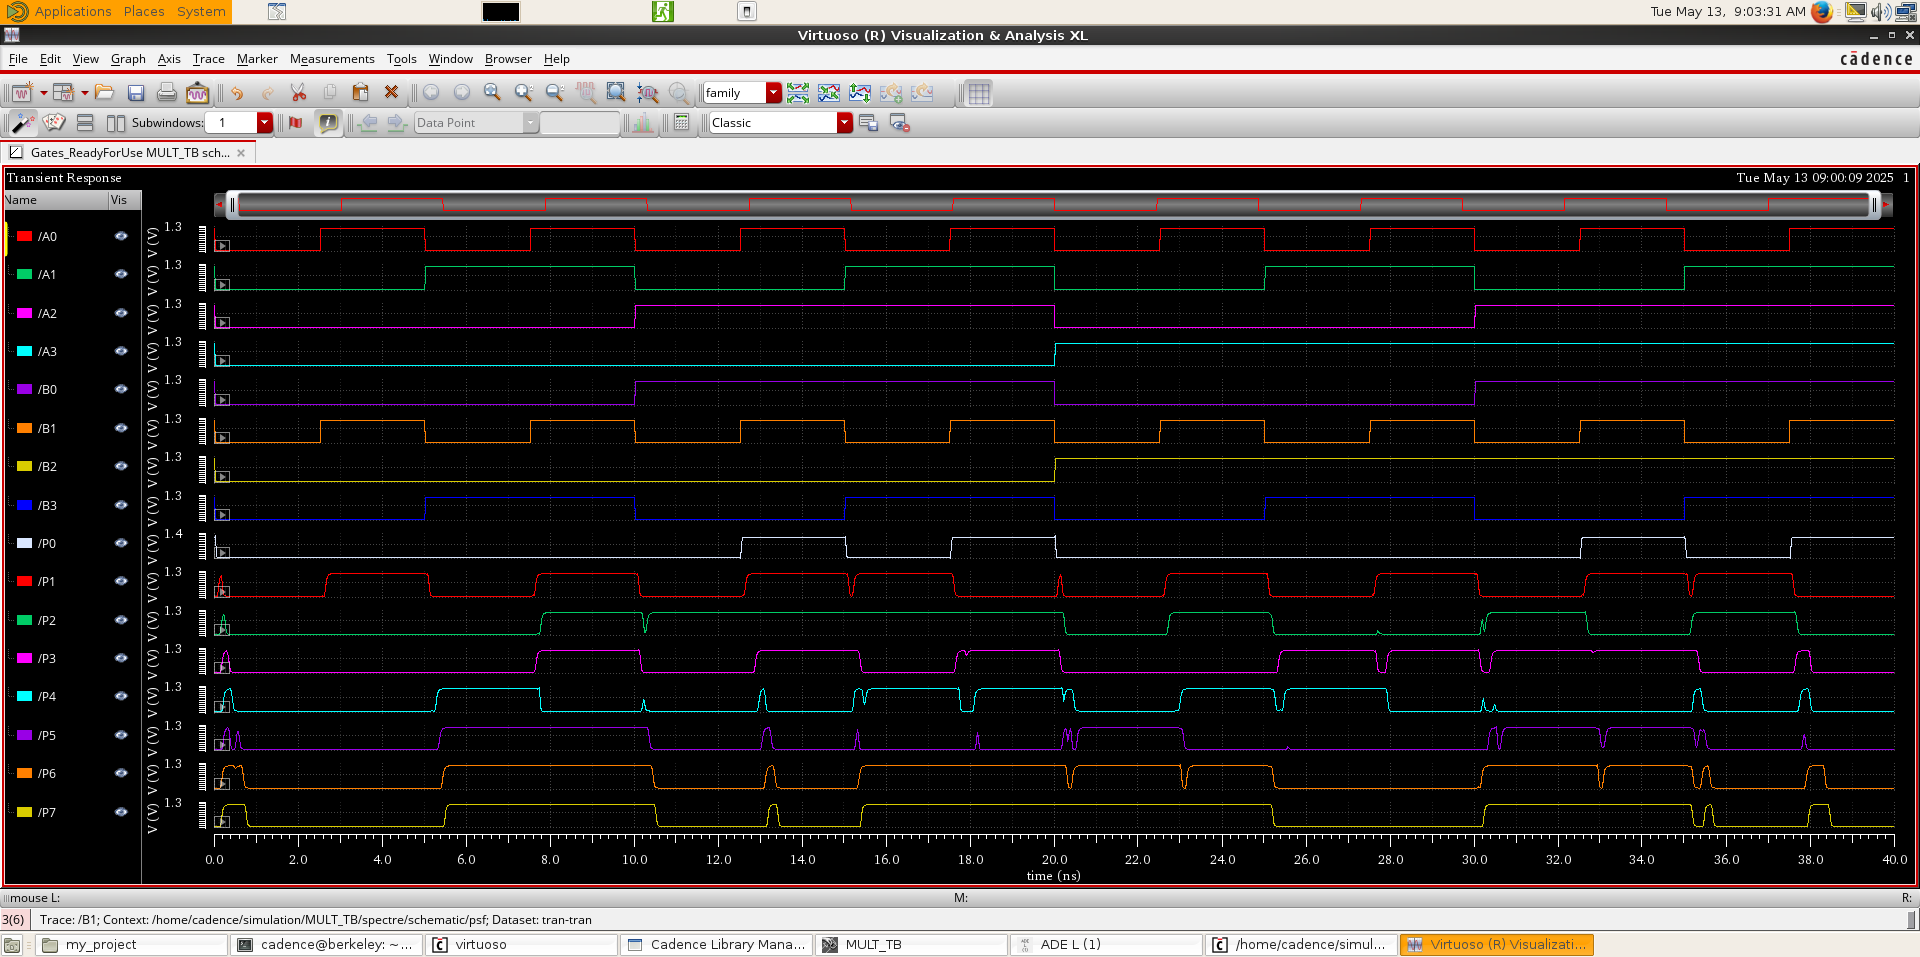 Applications Places System Tue May 13, 9:03:31 AM
Virtuoso (R) Visualization & Analysis XL
File Edit View Graph Axis Trace Marker Measurements Tools Window Browser Help cādence
family
Subwindows: 1 Data Point Classic
Gates_ReadyForUse MULT_TB sch...
Transient Response Tue May 13 09:00:09 2025 1
Name Vis
/A0 1.3
/A1 1.3
/A2 1.3
/A3 1.3
/B0 1.3
/B1 1.3
/B2 1.3
/B3 1.3
/P0 1.4
/P1 1.3
/P2 1.3
/P3 1.3
/P4 1.3
/P5 1.3
/P6 1.3
/P7 1.3
0.0 2.0 4.0 6.0 8.0 10.0 12.0 14.0 16.0 18.0 20.0 22.0 24.0 26.0 28.0 30.0 32.0 34.0 36.0 38.0 40.0
time (ns)
mouse L: M: R:
3(6) Trace: /B1; Context: /home/cadence/simulation/MULT_TB/spectre/schematic/psf; Dataset: tran-tran
my_project cadence@berkeley: ~... virtuoso Cadence Library Mana... MULT_TB ADE L (1) /home/cadence/simul... Virtuoso (R) Visualizati...